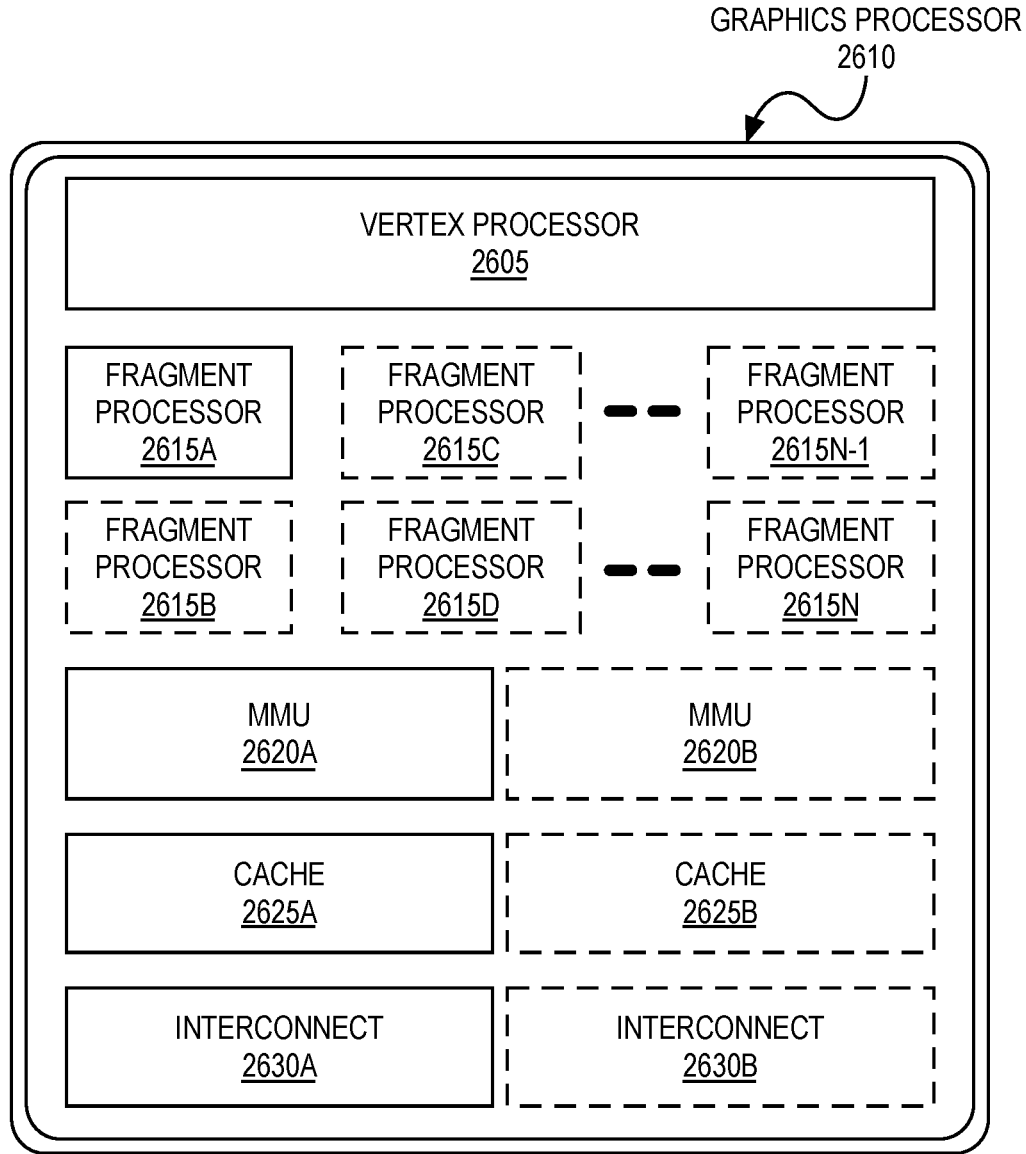 GRAPHICS PROCESSOR
2610
VERTEX PROCESSOR
2605
FRAGMENT
PROCESSOR
2615A
FRAGMENT
PROCESSOR
2615C
FRAGMENT
PROCESSOR
2615N-1
FRAGMENT
PROCESSOR
2615B
FRAGMENT
PROCESSOR
2615D
FRAGMENT
PROCESSOR
2615N
MMU
2620A
MMU
2620B
CACHE
2625A
CACHE
2625B
INTERCONNECT
2630A
INTERCONNECT
2630B